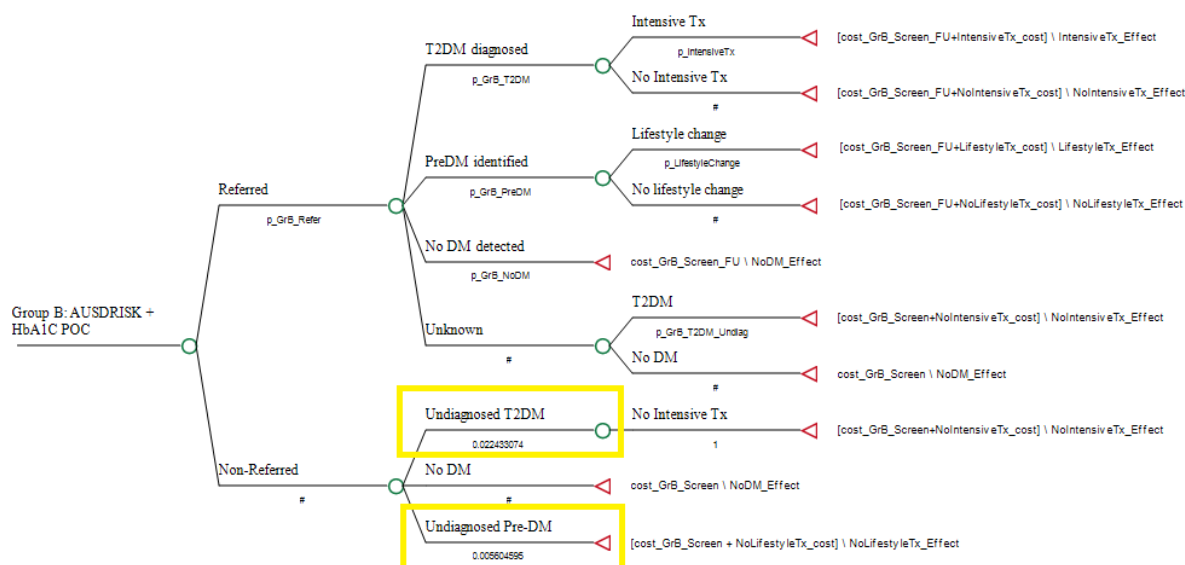 Intensive Tx
p_IntensiveTx
[cost_GrB_Screen_FU+IntensiveTx_cost] \ IntensiveTx_Effect
T2DM diagnosed
p_GrB_T2DM
No Intensive Tx
#
[cost_GrB_Screen_FU+NoIntensiveTx_cost] \ NoIntensiveTx_Effect
Lifestyle change
p_LifestyleChange
[cost_GrB_Screen_FU+LifestyleTx_cost] \ LifestyleTx_Effect
PreDM identified
p_GrB_PreDM
No lifestyle change
#
[cost_GrB_Screen_FU+NoLifestyleTx_cost] \ NoLifestyleTx_Effect
Referred
p_GrB_Refer
No DM detected
p_GrB_NoDM
cost_GrB_Screen_FU \ NoDM_Effect
Group B: AUSDRISK +
HbA1C POC
Unknown
#
T2DM
p_GrB_T2DM_Undiag
[cost_GrB_Screen+NoIntensiveTx_cost] \ NoIntensiveTx_Effect
No DM
#
cost_GrB_Screen \ NoDM_Effect
Undiagnosed T2DM
0.022433074
No Intensive Tx
1
[cost_GrB_Screen+NoIntensiveTx_cost] \ NoIntensiveTx_Effect
Non-Referred
#
No DM
#
cost_GrB_Screen \ NoDM_Effect
Undiagnosed Pre-DM
0.005604595
[cost_GrB_Screen + NoLifestyleTx_cost] \ NoLifestyleTx_Effect